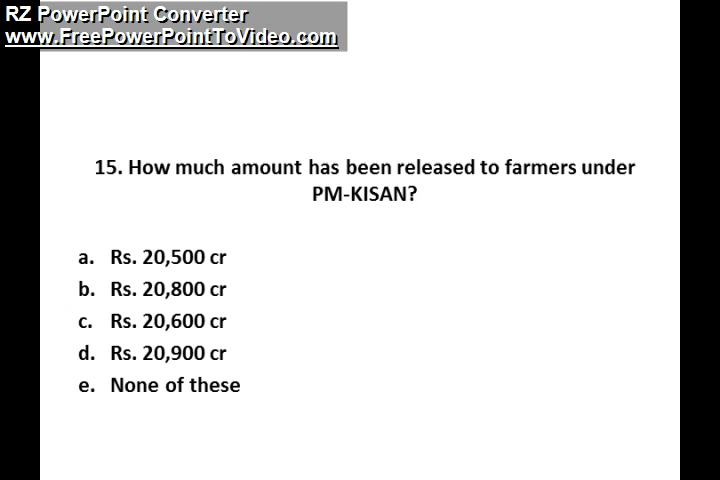 RZ PowerPoint Converter
www.FreePowerPointToVideo.com
15. How much amount has been released to farmers under
PM-KISAN?
a. Rs. 20,500 cr
b. Rs. 20,800 cr
c. Rs. 20,600 cr
d. Rs. 20,900 cr
e. None of these